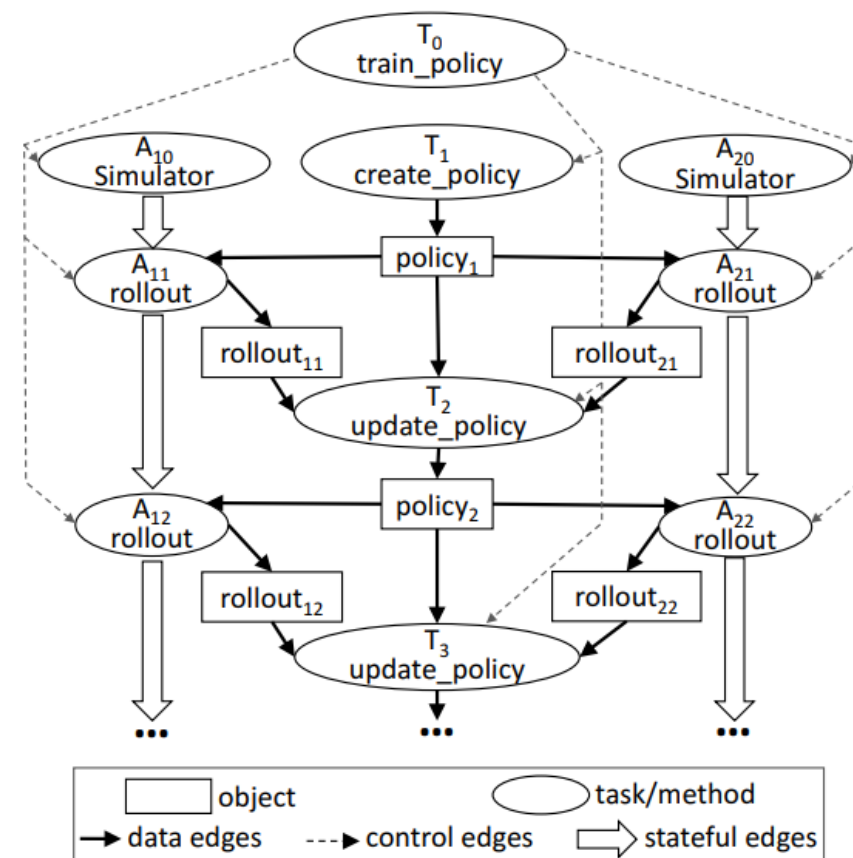 T₀
train_policy
A₁₀
Simulator
T₁
create_policy
A₂₀
Simulator
A₁₁
rollout
policy₁
A₂₁
rollout
rollout₁₁
rollout₂₁
T₂
update_policy
A₁₂
rollout
policy₂
A₂₂
rollout
rollout₁₂
rollout₂₂
T₃
update_policy
... ... ...
object
task/method
data edges
control edges
stateful edges